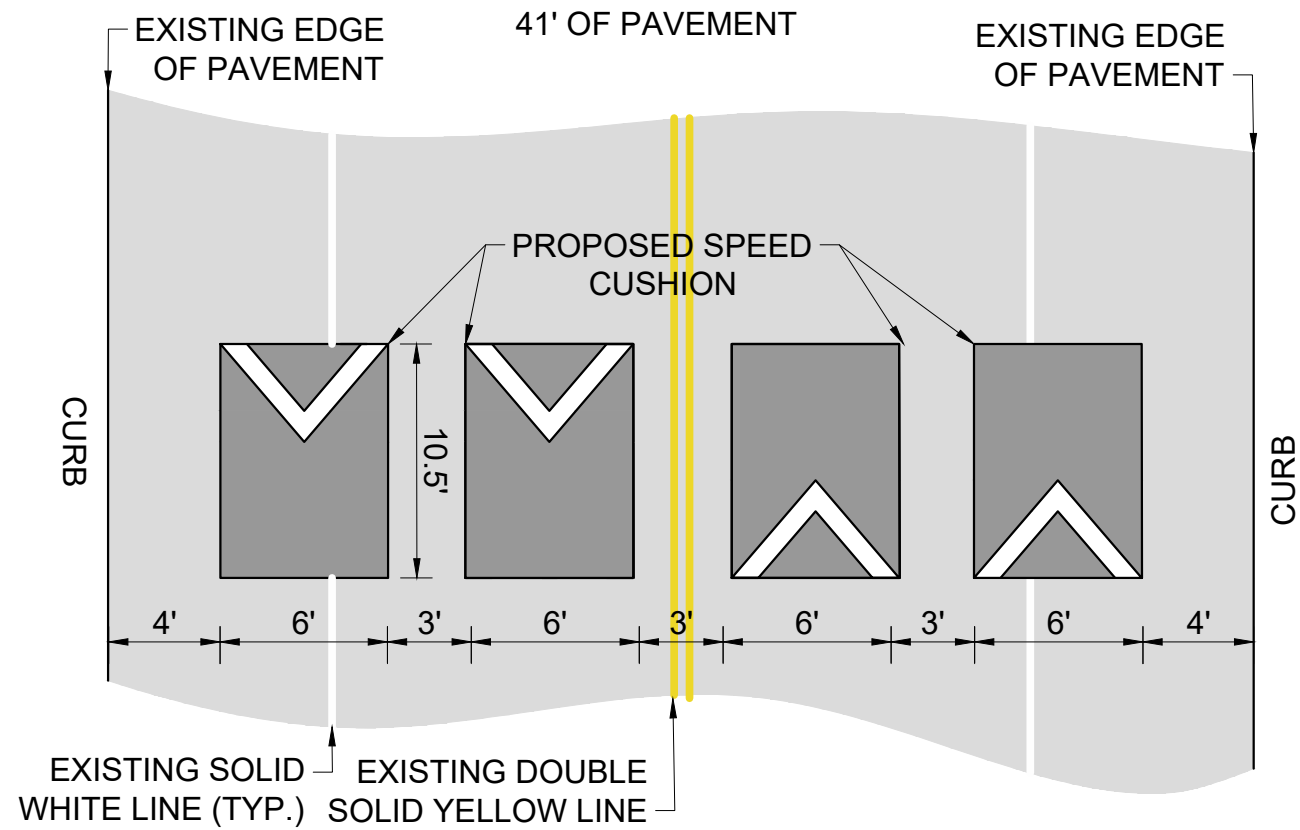 41' OF PAVEMENT
EXISTING EDGE
OF PAVEMENT
EXISTING EDGE
OF PAVEMENT
PROPOSED SPEED
CUSHION
CURB
10.5'
CURB
4'
6'
3'
6'
3'
6'
3'
6'
4'
EXISTING SOLID
WHITE LINE (TYP.)
EXISTING DOUBLE
SOLID YELLOW LINE